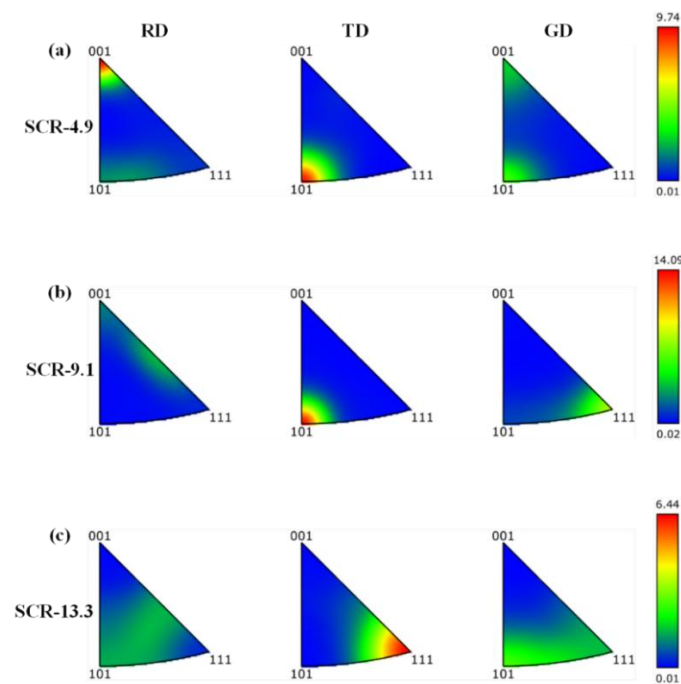 RD TD GD
9.74
(a) 001 001 001
SCR-4.9
111 111 111
101 101 101
0.01
14.09
(b) 001 001 001
SCR-9.1
111 111 111
101 101 101
0.02
6.44
(c) 001 001 001
SCR-13.3
111 111 111
101 101 101
0.01